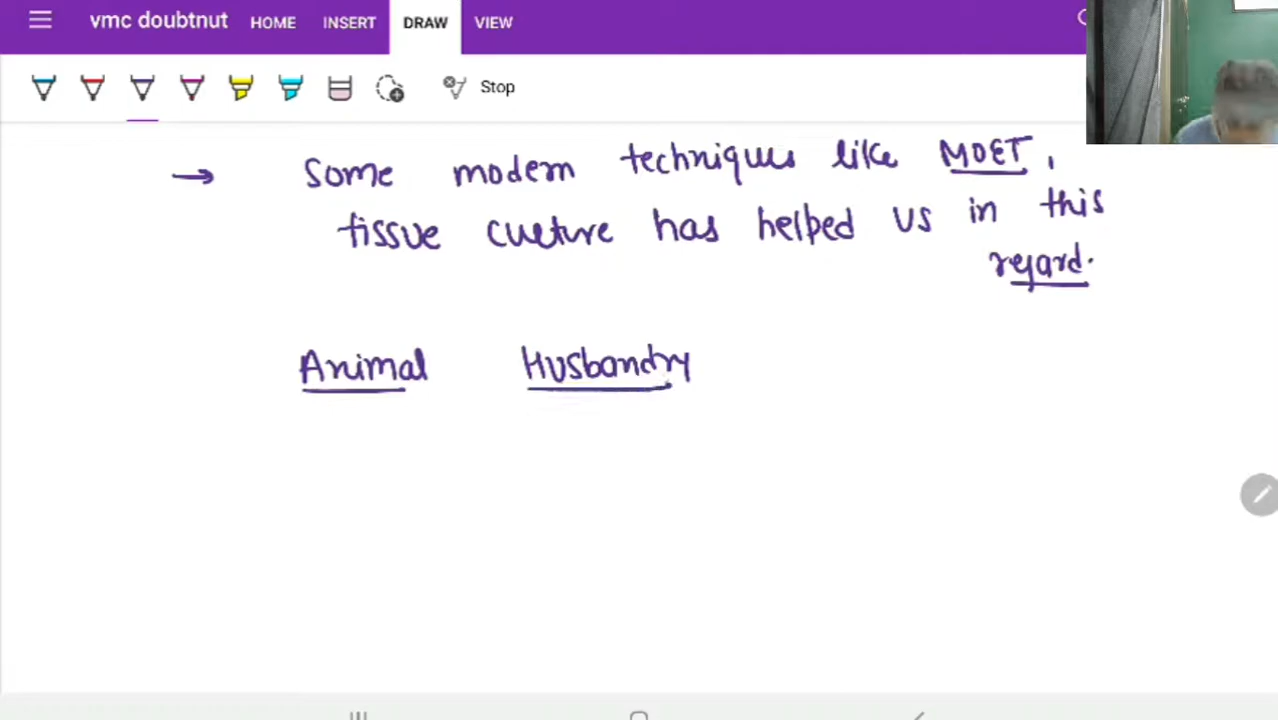 vmc doubtnut HOME INSERT DRAW VIEW
Stop
→ Some modern techniques like MOET,
tissue culture has helped us in this
regard.
Animal Husbandry